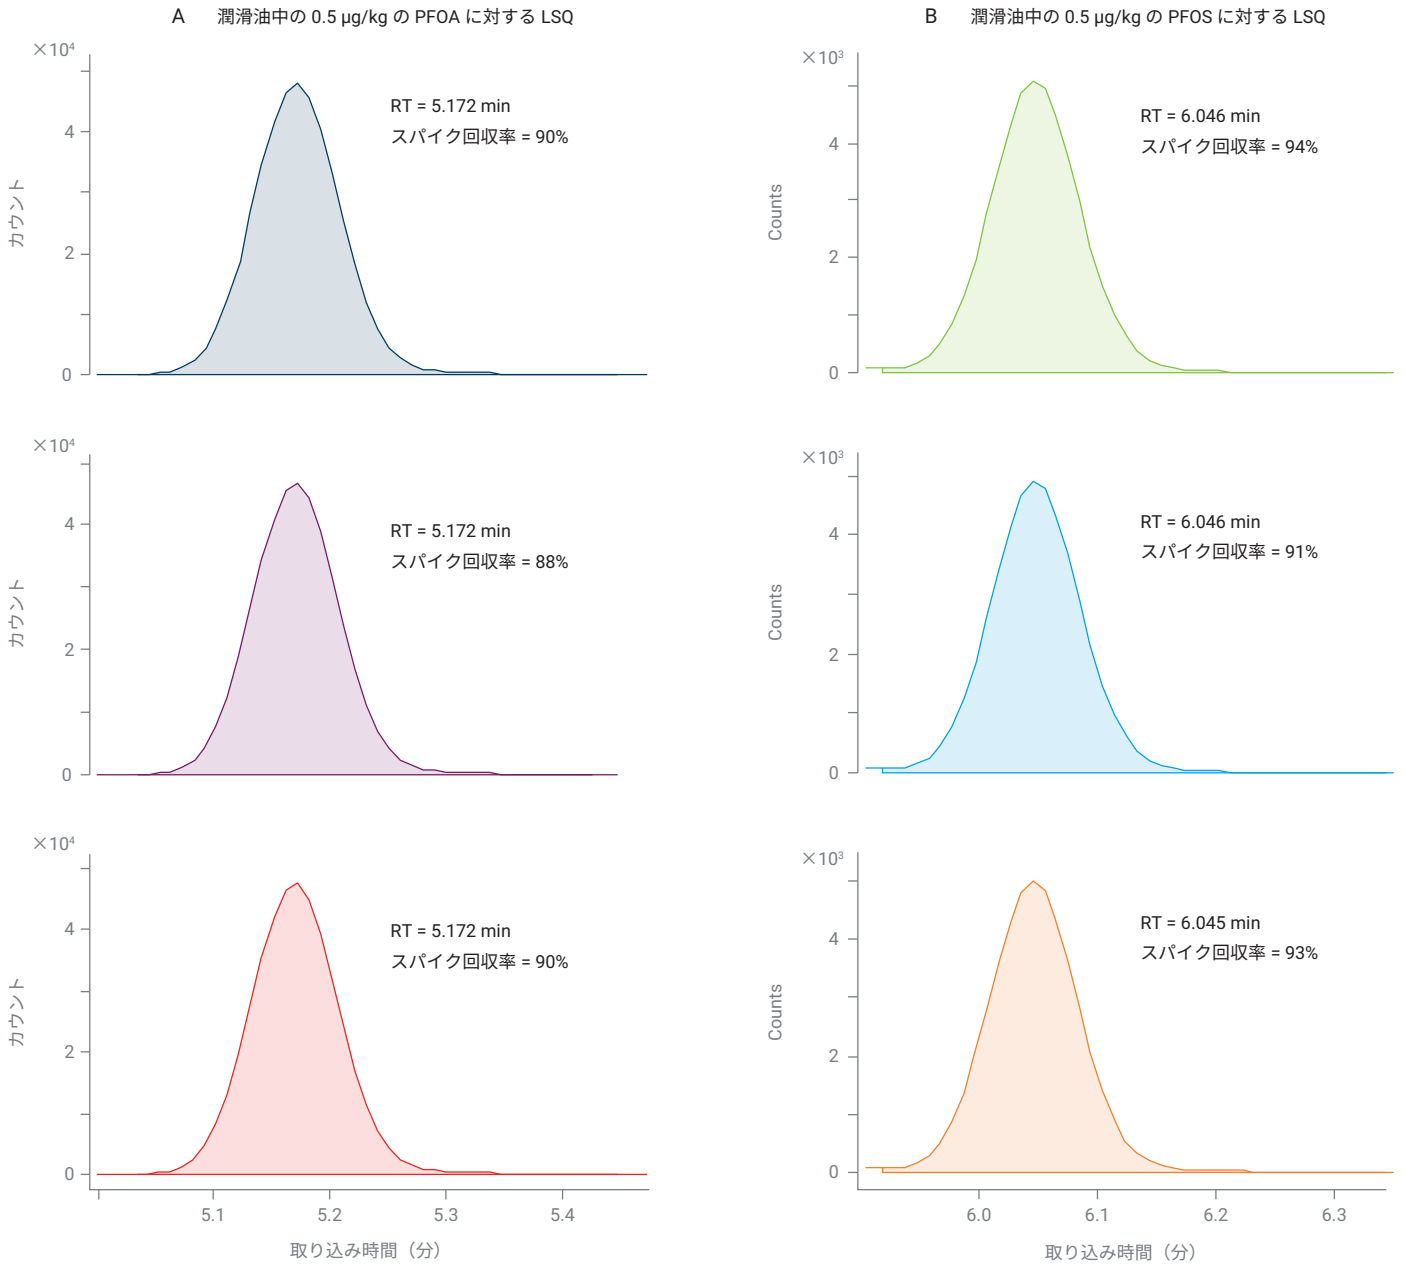 A 潤滑油中の 0.5 µg/kg の PFOA に対する LSQ
×10⁴
RT = 5.172 min
スパイク回収率 = 90%
4
2
0
カウント
×10⁴
RT = 5.172 min
スパイク回収率 = 88%
4
2
0
カウント
×10⁴
RT = 5.172 min
スパイク回収率 = 90%
4
2
0
カウント
5.1 5.2 5.3 5.4
取り込み時間（分）
B 潤滑油中の 0.5 µg/kg の PFOS に対する LSQ
×10³
RT = 6.046 min
スパイク回収率 = 94%
4
2
0
Counts
×10³
RT = 6.046 min
スパイク回収率 = 91%
4
2
0
Counts
×10³
RT = 6.045 min
スパイク回収率 = 93%
4
2
0
Counts
6.0 6.1 6.2 6.3
取り込み時間（分）